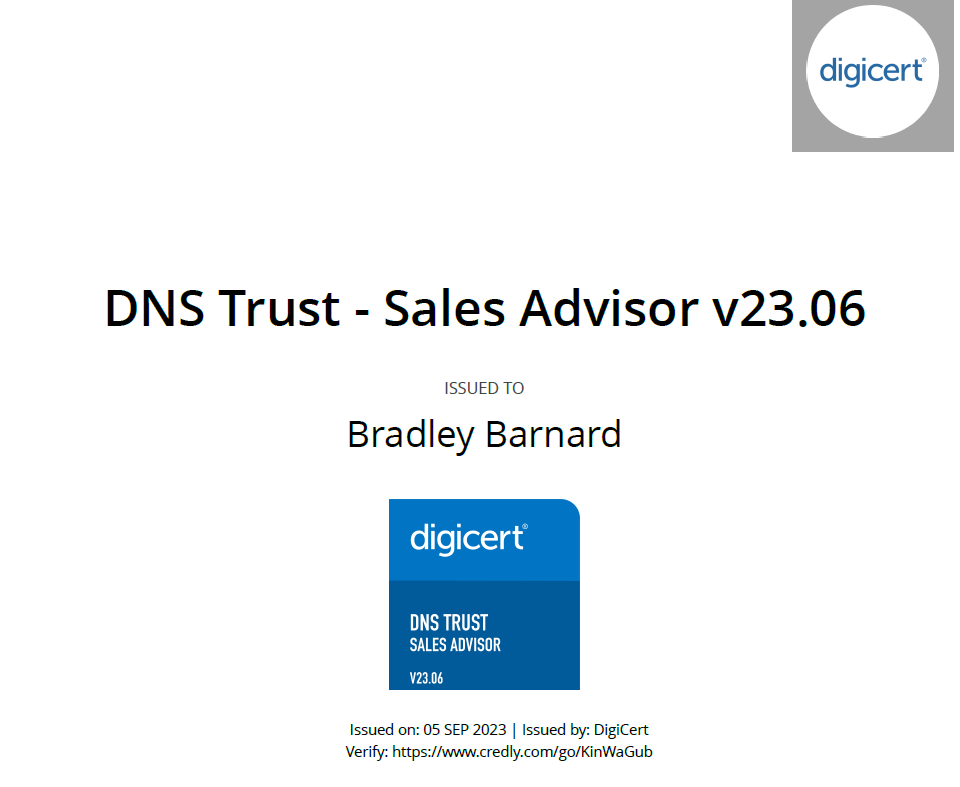 digicert®
DNS Trust - Sales Advisor v23.06
ISSUED TO
Bradley Barnard
digicert®
DNS TRUST
SALES ADVISOR
V23.06
Issued on: 05 SEP 2023 | Issued by: DigiCert
Verify: https://www.credly.com/go/KinWaGub